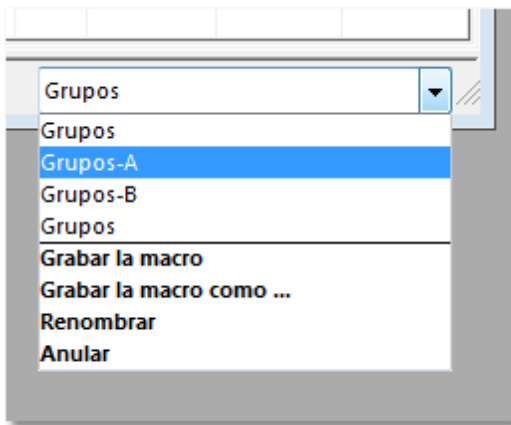 Grupos
Grupos
Grupos-A
Grupos-B
Grupos
Grabar la macro
Grabar la macro como ...
Renombrar
Anular